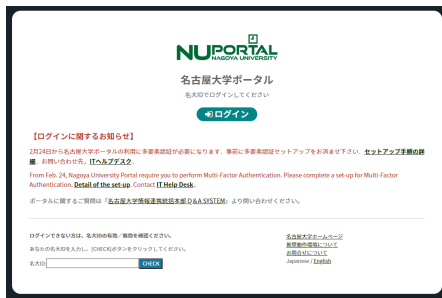 NUPORTAL
NAGOYA UNIVERSITY
名古屋大学ポータル
名大IDでログインしてください
ログイン
【ログインに関するお知らせ】
2月24日から名古屋大学ポータルの利用に多要素認証が必要になります。事前に多要素認証セットアップをお済ませ下さい。セットアップ手順の詳
細。お問い合わせ先。ITヘルプデスク.
From Feb. 24, Nagoya University Portal require you to perform Multi-Factor Authentication. Please complete a set-up for Multi-Factor
Authentication. Detail of the set-up. Contact IT Help Desk.
ポータルに関するご質問は「名古屋大学情報連携統括本部 Q&A SYSTEM」より問い合わせください。
ログインできない方は、名大IDの有効／無効を確認ください。
あなたの名大IDを入力し、[CHECK]ボタンをクリックしてください。
名大ID: CHECK
名古屋大学ホームページ
推奨動作環境について
お問合せについて
Japanese / English